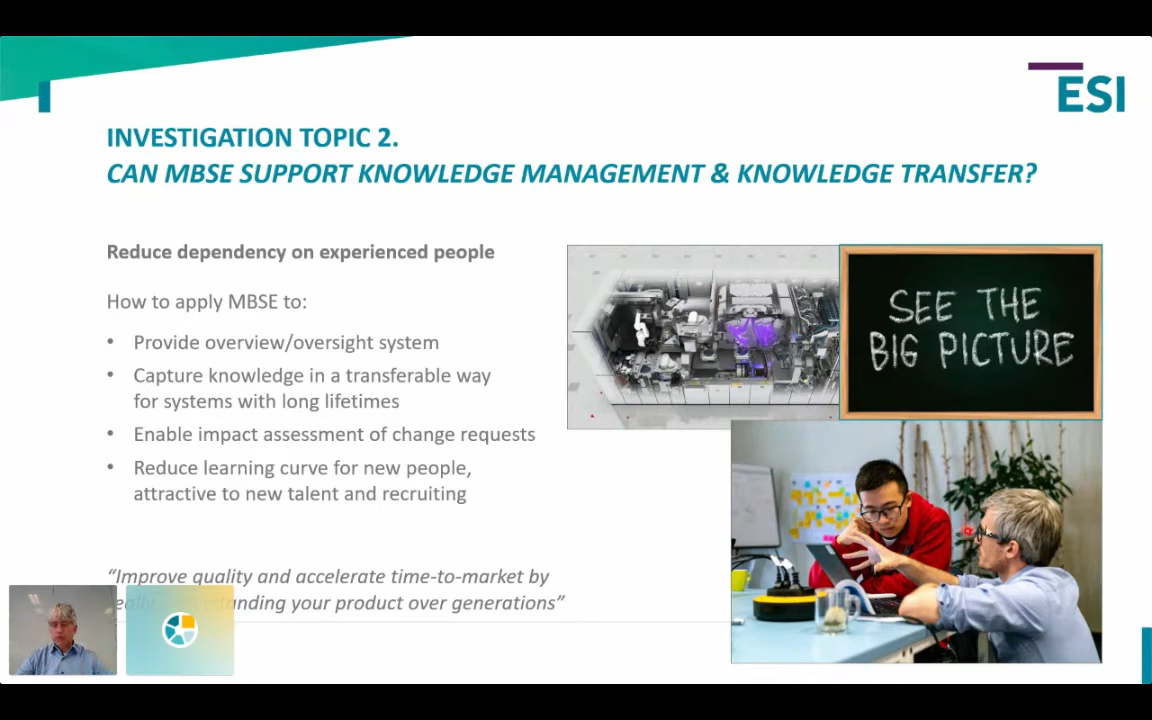 ESI
INVESTIGATION TOPIC 2.
CAN MBSE SUPPORT KNOWLEDGE MANAGEMENT & KNOWLEDGE TRANSFER?
Reduce dependency on experienced people
How to apply MBSE to:
• Provide overview/oversight system
• Capture knowledge in a transferable way
for systems with long lifetimes
• Enable impact assessment of change requests
• Reduce learning curve for new people,
attractive to new talent and recruiting
SEE THE
BIG PICTURE
“Improve quality and accelerate time-to-market by
your product over generations”